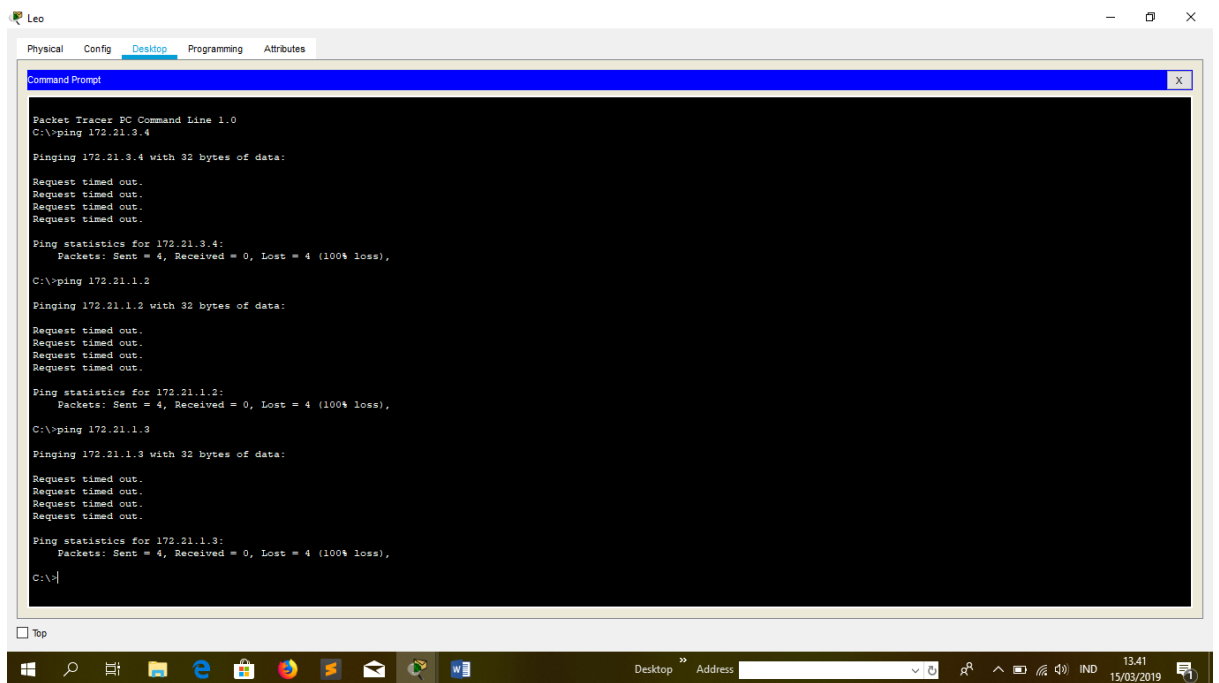 Leo
Physical Config Desktop Programming Attributes
Command Prompt X
Packet Tracer PC Command Line 1.0
C:\>ping 172.21.3.4
Pinging 172.21.3.4 with 32 bytes of data:
Request timed out.
Request timed out.
Request timed out.
Request timed out.
Ping statistics for 172.21.3.4:
Packets: Sent = 4, Received = 0, Lost = 4 (100% loss),
C:\>ping 172.21.1.2
Pinging 172.21.1.2 with 32 bytes of data:
Request timed out.
Request timed out.
Request timed out.
Request timed out.
Ping statistics for 172.21.1.2:
Packets: Sent = 4, Received = 0, Lost = 4 (100% loss),
C:\>ping 172.21.1.3
Pinging 172.21.1.3 with 32 bytes of data:
Request timed out.
Request timed out.
Request timed out.
Request timed out.
Ping statistics for 172.21.1.3:
Packets: Sent = 4, Received = 0, Lost = 4 (100% loss),
C:\>
Top
Desktop » Address IND 13.41
15/03/2019